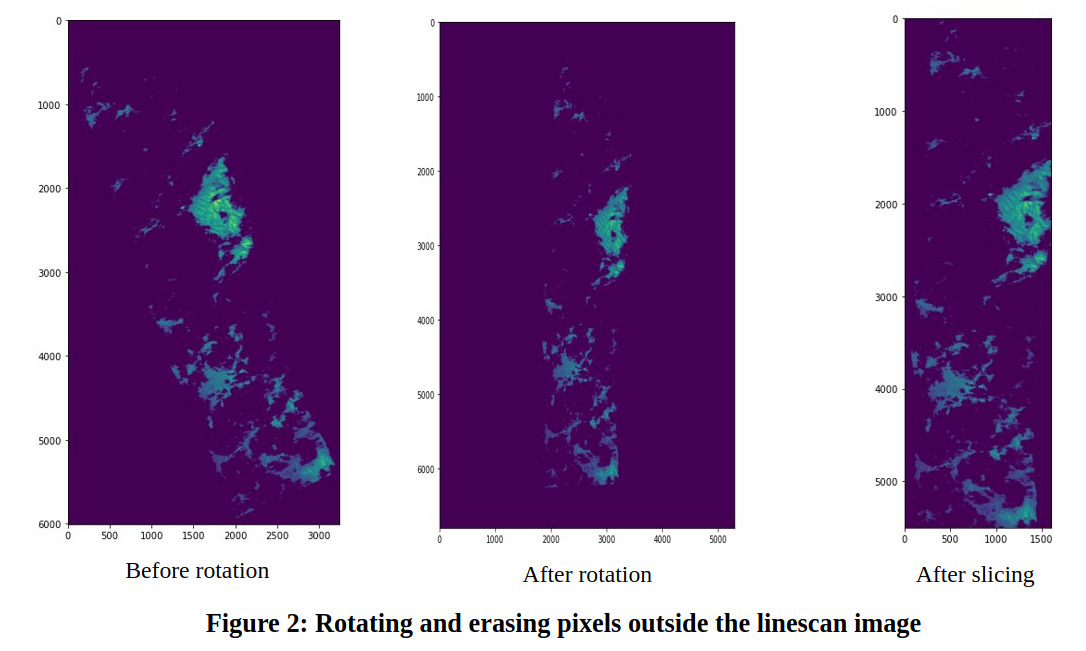 0
1000
2000
3000
4000
5000
6000
0 500 1000 1500 2000 2500 3000
Before rotation
0
1000
2000
3000
4000
5000
6000
0 1000 2000 3000 4000 5000
After rotation
0
1000
2000
3000
4000
5000
0 500 1000 1500
After slicing
Figure 2: Rotating and erasing pixels outside the linescan image